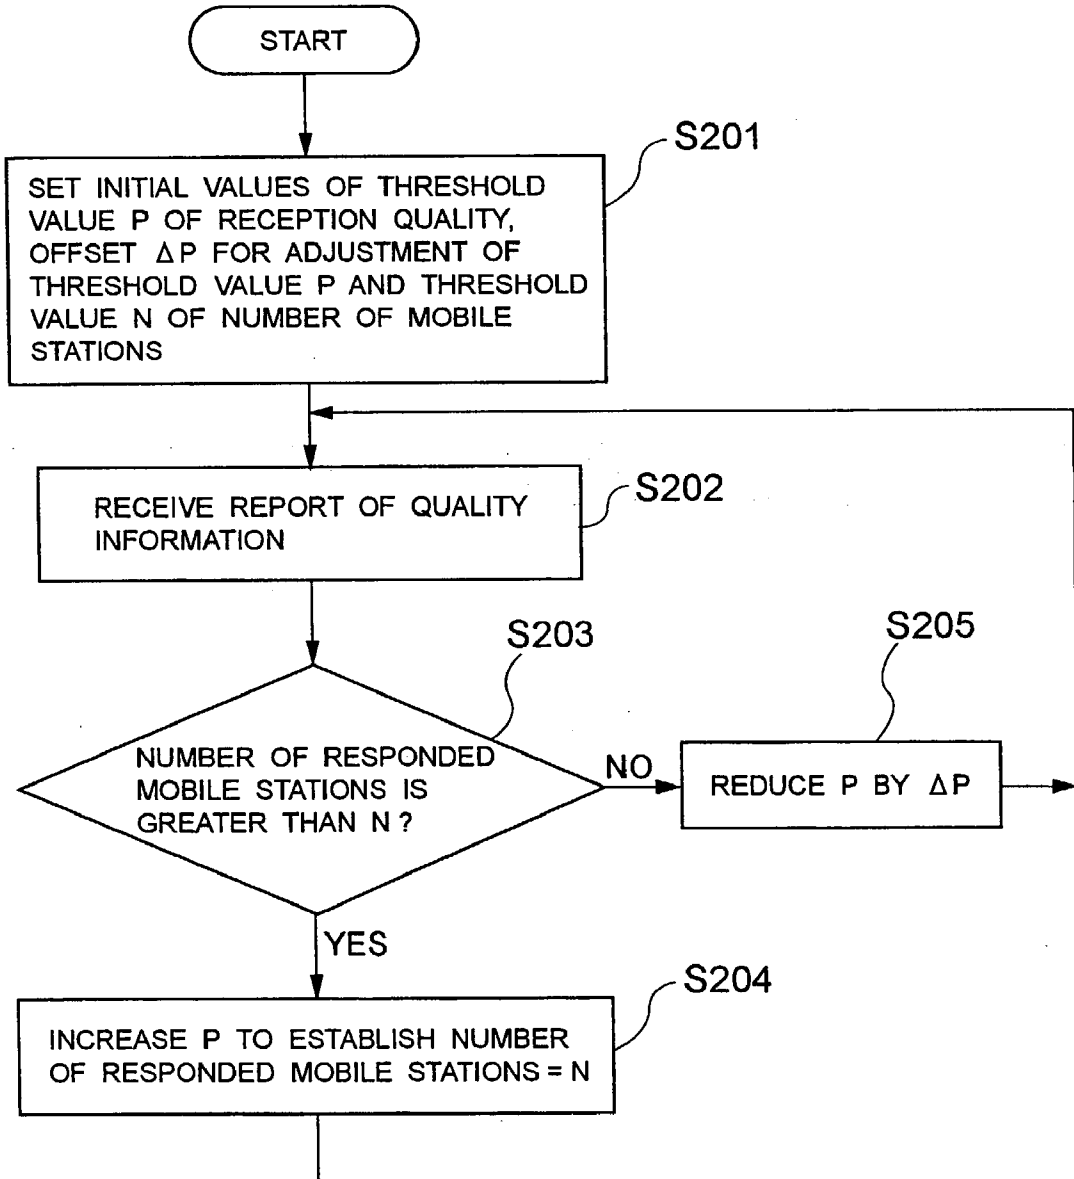 START
S201
SET INITIAL VALUES OF THRESHOLD
VALUE P OF RECEPTION QUALITY,
OFFSET ΔP FOR ADJUSTMENT OF
THRESHOLD VALUE P AND THRESHOLD
VALUE N OF NUMBER OF MOBILE
STATIONS
S202
RECEIVE REPORT OF QUALITY
INFORMATION
S203
NUMBER OF RESPONDED
MOBILE STATIONS IS
GREATER THAN N?
NO
S205
REDUCE P BY ΔP
YES
S204
INCREASE P TO ESTABLISH NUMBER
OF RESPONDED MOBILE STATIONS = N